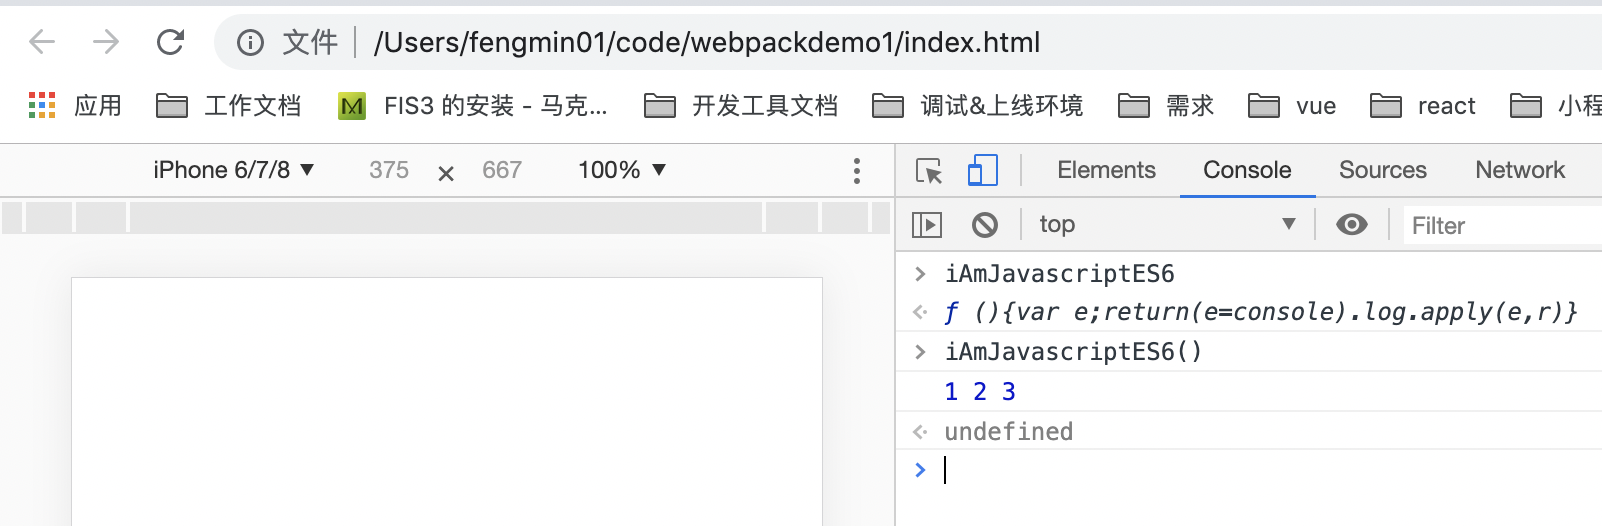 文件 /Users/fengmin01/code/webpackdemo1/index.html
应用 工作文档 FIS3 的安装 - 马克... 开发工具文档 调试&上线环境 需求 vue react 小程
iPhone 6/7/8 ▼ 375 × 667 100% ▼ Elements Console Sources Network
top ▼ Filter
> iAmJavascriptES6
ƒ (){var e;return(e=console).log.apply(e,r)}
> iAmJavascriptES6()
1 2 3
undefined
>